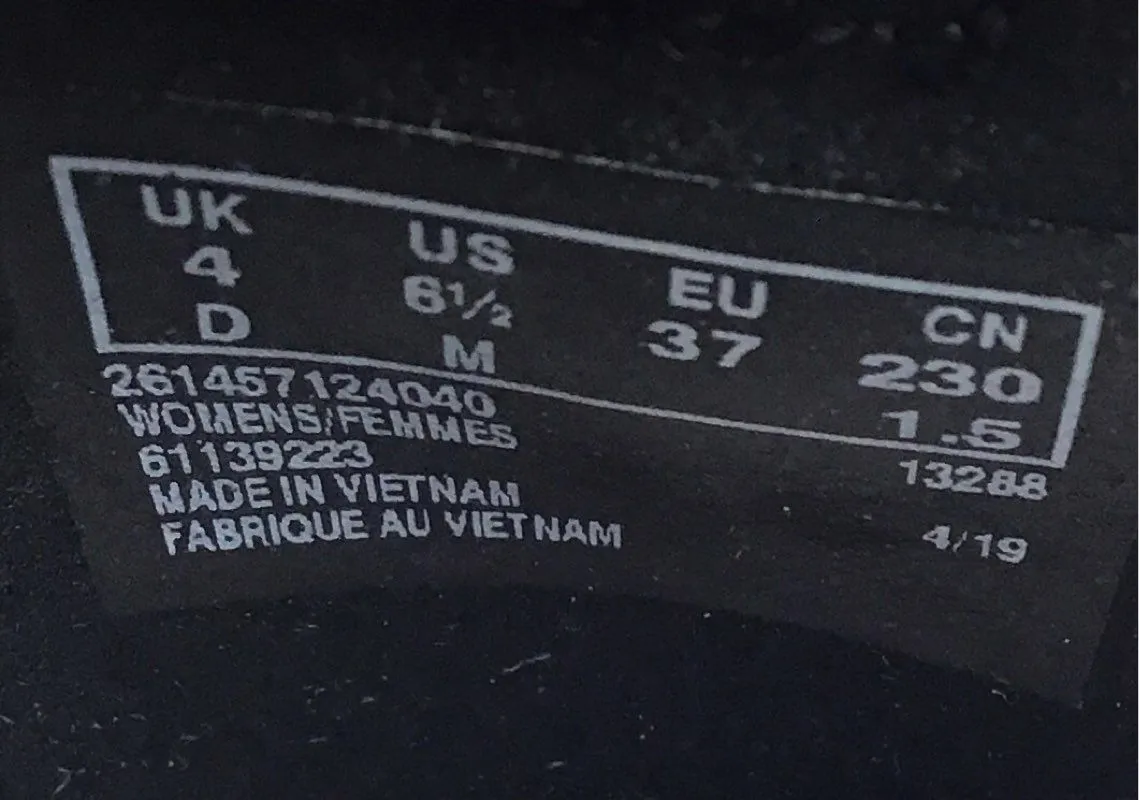 UK US EU CN
4 6½ 37 230
D M 1.5
261457124040
WOMENS/FEMMES
61139223 13288
MADE IN VIETNAM
FABRIQUE AU VIETNAM 4/19